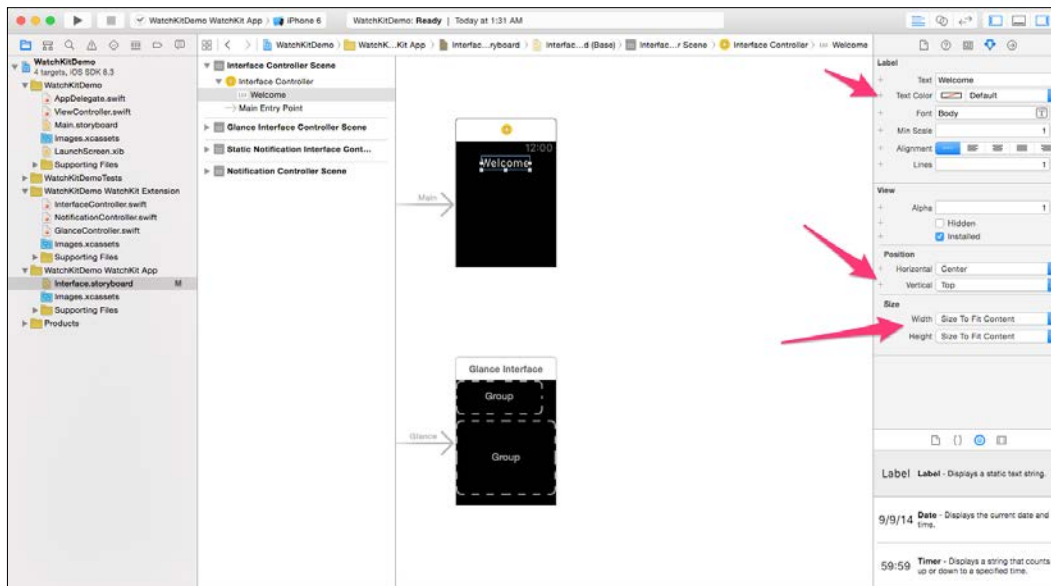 WatchKitDemo WatchKit App › iPhone 6
WatchKitDemo: Ready | Today at 1:31 AM
WatchKitDemo › WatchK...Kit App › Interfac...ryboard › Interfac...d (Base) › Interfac...r Scene › Interface Controller › Welcome
WatchKitDemo
4 targets, iOS SDK 8.3
WatchKitDemo
AppDelegate.swift
ViewController.swift
Main.storyboard
Images.xcassets
LaunchScreen.xib
Supporting Files
WatchKitDemoTests
WatchKitDemo WatchKit Extension
InterfaceController.swift
NotificationController.swift
GlanceController.swift
Images.xcassets
Supporting Files
WatchKitDemo WatchKit App
Interface.storyboard M
Images.xcassets
Supporting Files
Products
Interface Controller Scene
Interface Controller
Welcome
Main Entry Point
Glance Interface Controller Scene
Static Notification Interface Cont...
Notification Controller Scene
12:00
Welcome
Main
Glance Interface
Group
Glance
Group
Label
Text Welcome
Text Color Default
Font Body
Min Scale 1
Alignment
Lines 1
View
Alpha 1
Hidden
Installed
Position
Horizontal Center
Vertical Top
Size
Width Size To Fit Content
Height Size To Fit Content
Label Label - Displays a static text string.
9/9/14 Date - Displays the current date and
time.
59:59 Timer - Displays a string that counts
up or down to a specified time.